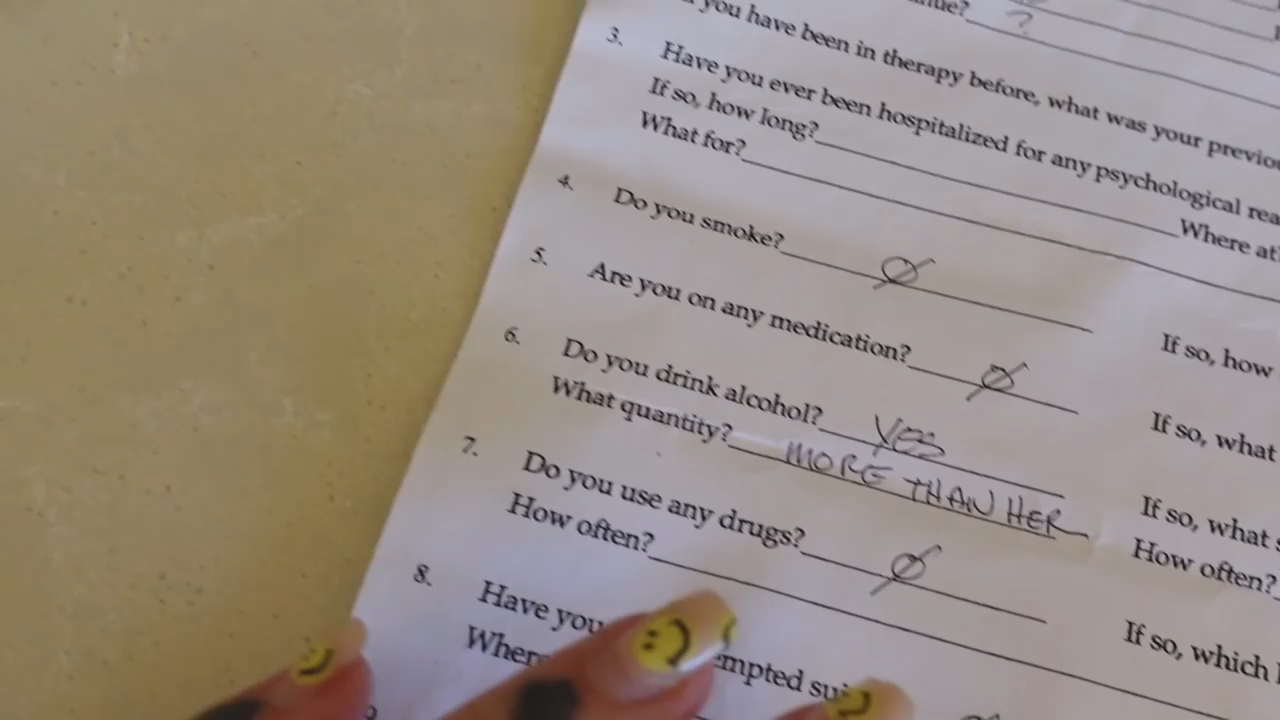 ?
you have been in therapy before, what was your previo
3. Have you ever been hospitalized for any psychological rea
If so, how long? Where at
What for?
4. Do you smoke? Ø If so, how
5. Are you on any medication? Ø If so, what
6. Do you drink alcohol? YES If so, what
What quantity? MORE THAN HER How often?
7. Do you use any drugs? Ø If so, which
How often?
8. Have you empted sui
Where